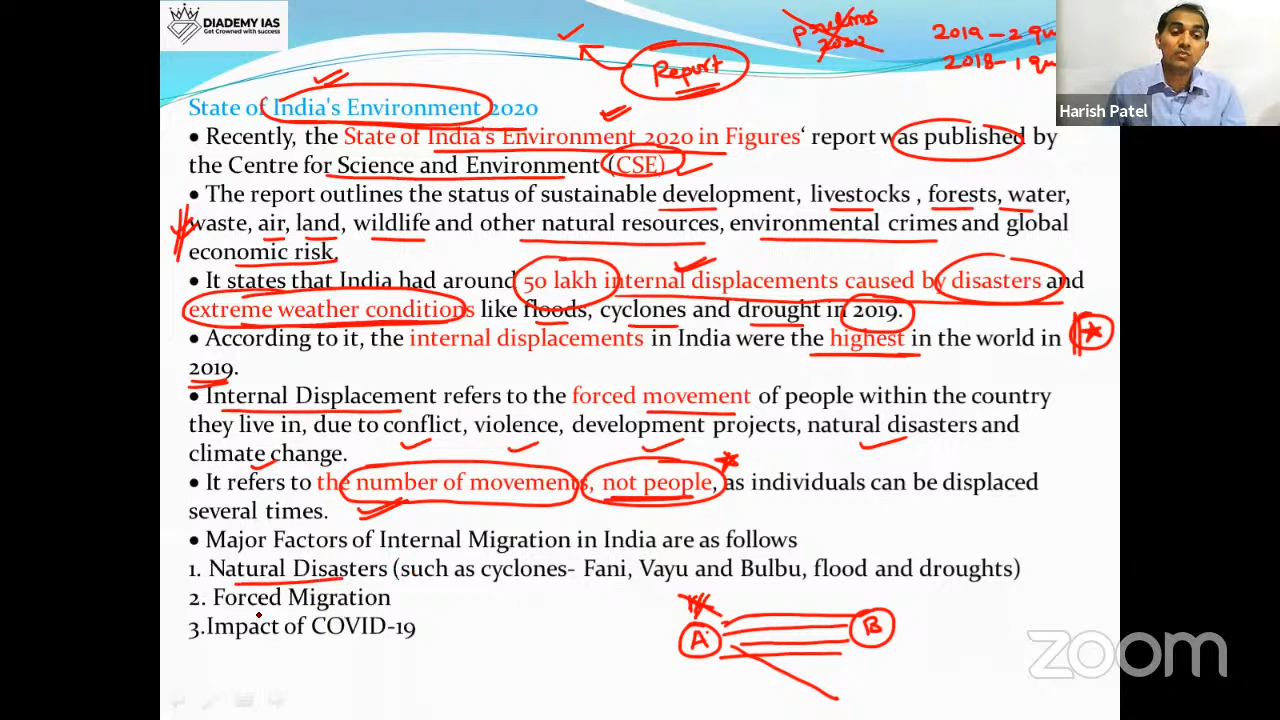 DIADEMY IAS
Get Crowned with success
prelims
2020
2019 - 2 qu
2018 - 1 qu
Report
Harish Patel
State of India's Environment 2020
• Recently, the State of India's Environment 2020 in Figures‘ report was published by
the Centre for Science and Environment (CSE)
• The report outlines the status of sustainable development, livestocks , forests, water,
waste, air, land, wildlife and other natural resources, environmental crimes and global
economic risk.
• It states that India had around 50 lakh internal displacements caused by disasters and
extreme weather conditions like floods, cyclones and drought in 2019.
• According to it, the internal displacements in India were the highest in the world in
2019.
• Internal Displacement refers to the forced movement of people within the country
they live in, due to conflict, violence, development projects, natural disasters and
climate change.
• It refers to the number of movements, not people, as individuals can be displaced
several times.
• Major Factors of Internal Migration in India are as follows
1. Natural Disasters (such as cyclones- Fani, Vayu and Bulbu, flood and droughts)
2. Forced Migration
3.Impact of COVID-19
A B
zoom